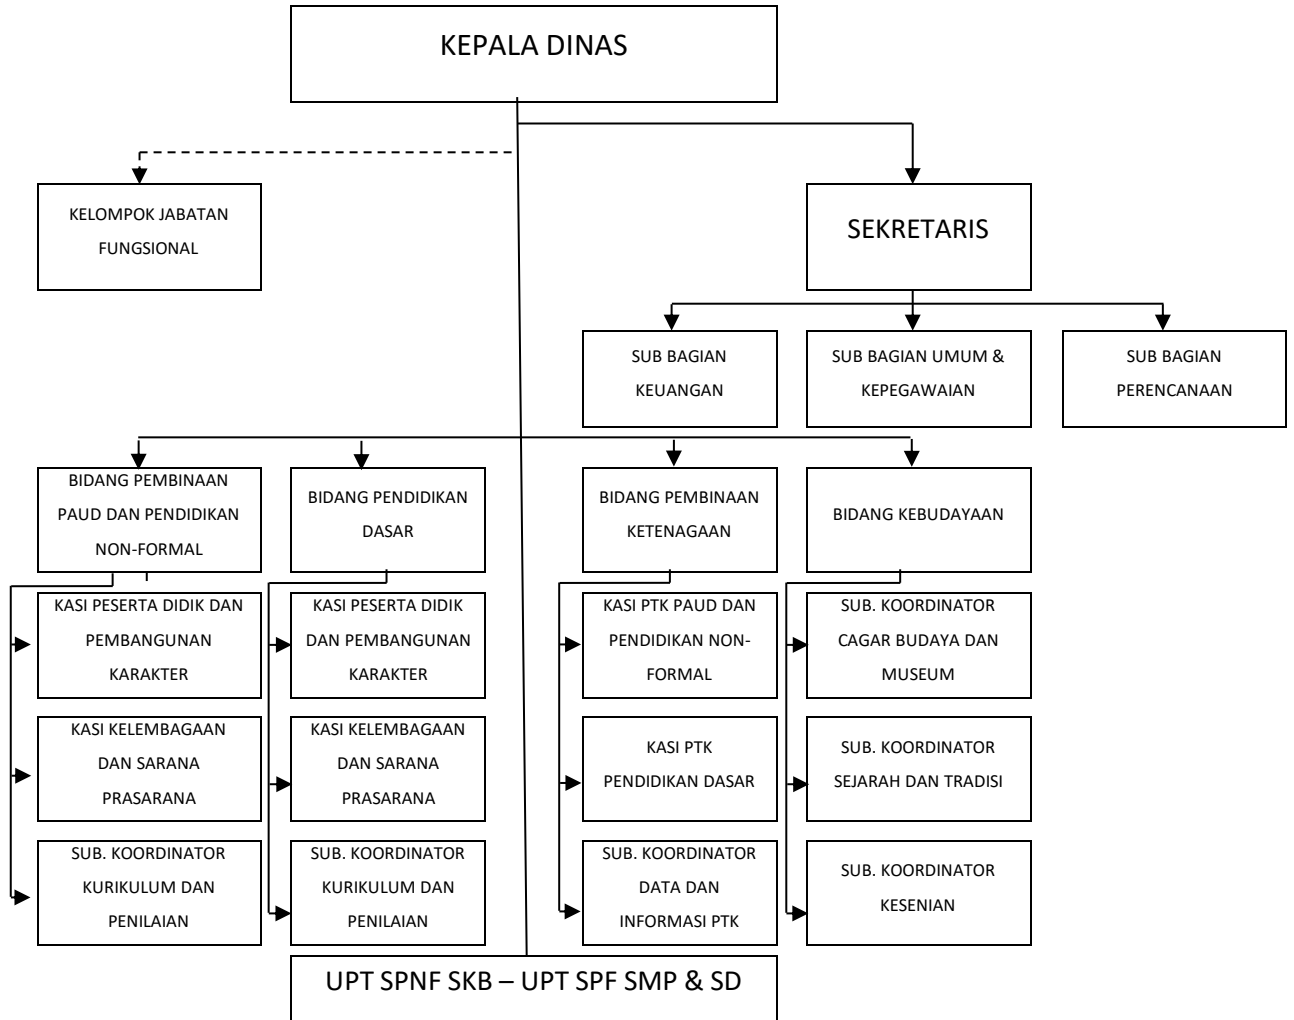 KEPALA DINAS
KELOMPOK JABATAN
FUNGSIONAL
SEKRETARIS
SUB BAGIAN
KEUANGAN
SUB BAGIAN UMUM &
KEPEGAWAIAN
SUB BAGIAN
PERENCANAAN
BIDANG PEMBINAAN
PAUD DAN PENDIDIKAN
NON-FORMAL
BIDANG PENDIDIKAN
DASAR
BIDANG PEMBINAAN
KETENAGAAN
BIDANG KEBUDAYAAN
KASI PESERTA DIDIK DAN
PEMBANGUNAN
KARAKTER
KASI PESERTA DIDIK
DAN PEMBANGUNAN
KARAKTER
KASI PTK PAUD DAN
PENDIDIKAN NON-
FORMAL
SUB. KOORDINATOR
CAGAR BUDAYA DAN
MUSEUM
KASI KELEMBAGAAN
DAN SARANA
PRASARANA
KASI KELEMBAGAAN
DAN SARANA
PRASARANA
KASI PTK
PENDIDIKAN DASAR
SUB. KOORDINATOR
SEJARAH DAN TRADISI
SUB. KOORDINATOR
KURIKULUM DAN
PENILAIAN
SUB. KOORDINATOR
KURIKULUM DAN
PENILAIAN
SUB. KOORDINATOR
DATA DAN
INFORMASI PTK
SUB. KOORDINATOR
KESENIAN
UPT SPNF SKB – UPT SPF SMP & SD